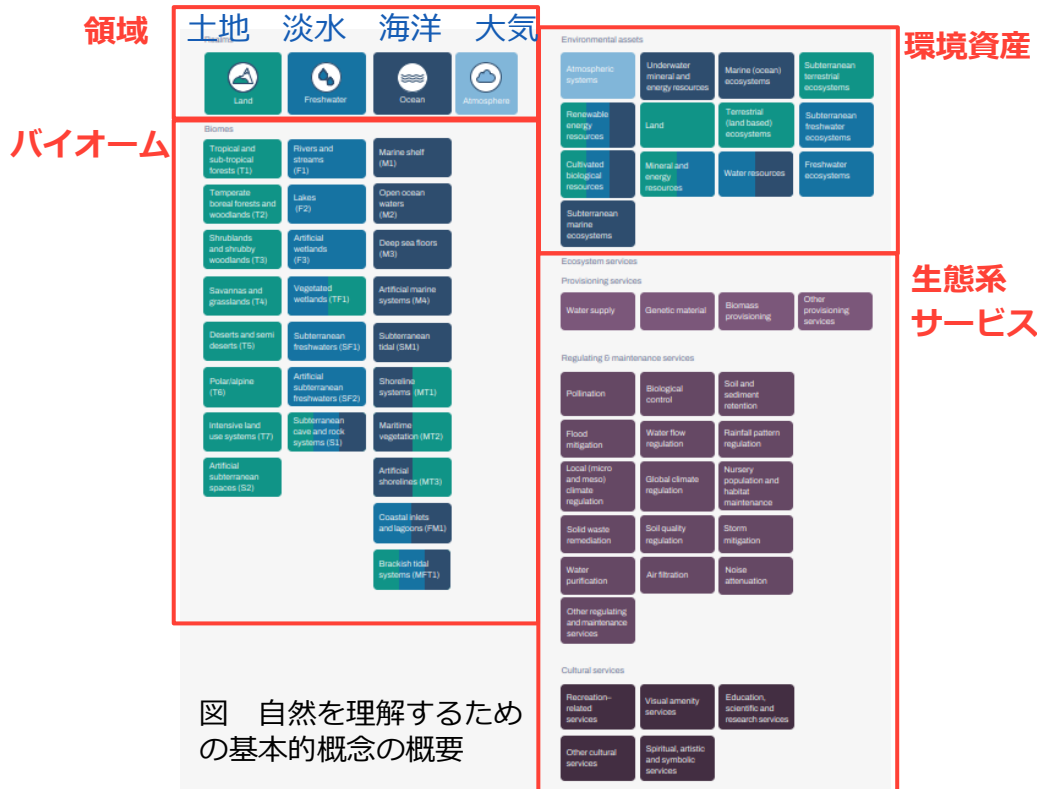 領域
土地 淡水 海洋 大気
Realms
Land
Freshwater
Ocean
Atmosphere
バイオーム
Biomes
Tropical and
sub-tropical
forests (T1)
Temperate
boreal forests and
woodlands (T2)
Shrublands
and shrubby
woodlands (T3)
Savannas and
grasslands (T4)
Deserts and semi
deserts (T5)
Polar/alpine
(T6)
Intensive land
use systems (T7)
Artificial
subterranean
spaces (S2)
Rivers and
streams
(F1)
Lakes
(F2)
Artificial
wetlands
(F3)
Vegetated
wetlands (TF1)
Subterranean
freshwaters (SF1)
Artificial
subterranean
freshwaters (SF2)
Subterranean
cave and rock
systems (S1)
Marine shelf
(M1)
Open ocean
waters
(M2)
Deep sea floors
(M3)
Artificial marine
systems (M4)
Subterranean
tidal (SM1)
Shoreline
systems (MT1)
Maritime
vegetation (MT2)
Artificial
shorelines (MT3)
Coastal inlets
and lagoons (FM1)
Brackish tidal
systems (MFT1)
図 自然を理解するため
の基本的概念の概要
環境資産
Environmental assets
Atmospheric
systems
Underwater
mineral and
energy resources
Marine (ocean)
ecosystems
Subterranean
terrestrial
ecosystems
Renewable
energy
resources
Land
Terrestrial
(land based)
ecosystems
Subterranean
freshwater
ecosystems
Cultivated
biological
resources
Mineral and
energy
resources
Water resources
Freshwater
ecosystems
Subterranean
marine
ecosystems
生態系
サービス
Ecosystem services
Provisioning services
Water supply
Genetic material
Biomass
provisioning
Other
provisioning
services
Regulating & maintenance services
Pollination
Biological
control
Soil and
sediment
retention
Flood
mitigation
Water flow
regulation
Rainfall pattern
regulation
Local (micro
and meso)
climate
regulation
Global climate
regulation
Nursery
population and
habitat
maintenance
Solid waste
remediation
Soil quality
regulation
Storm
mitigation
Water
purification
Air filtration
Noise
attenuation
Other regulating
and maintenance
services
Cultural services
Recreation–
related
services
Visual amenity
services
Education,
scientific and
research services
Other cultural
services
Spiritual, artistic
and symbolic
services